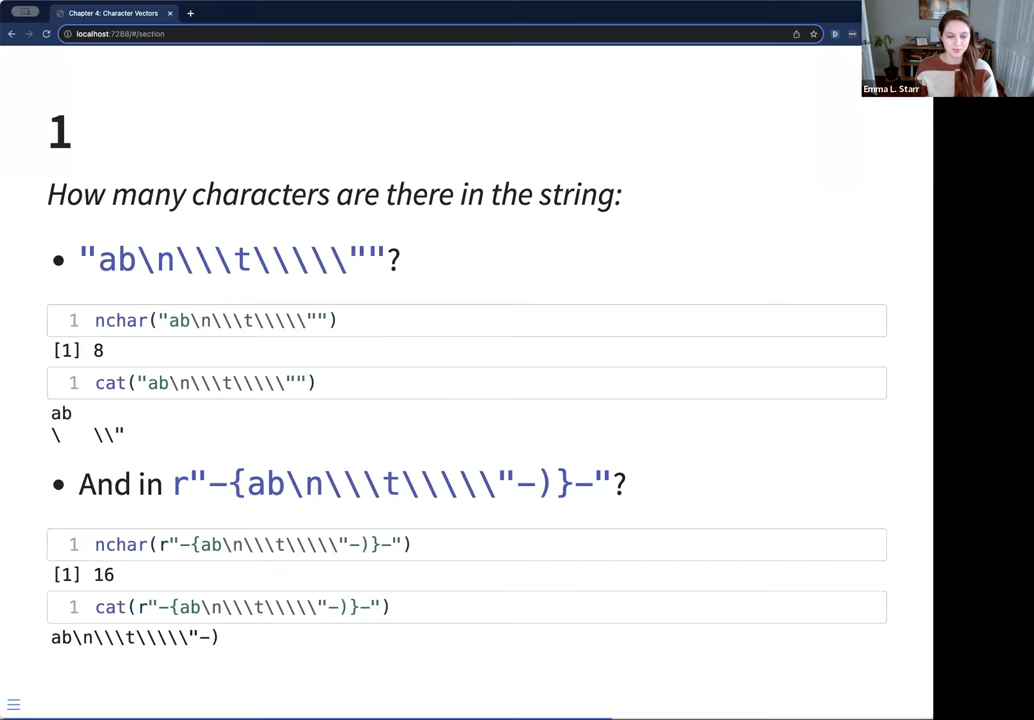 Chapter 4: Character Vectors
localhost:7288/#/section
Emma L. Starr
1
How many characters are there in the string:
• "ab\n\\\t\\\\\""?
1 nchar("ab\n\\\t\\\\\"")
[1] 8
1 cat("ab\n\\\t\\\\\"")
ab
\ \\"
• And in r"-{ab\n\\\t\\\\\"-)}-"?
1 nchar(r"-{ab\n\\\t\\\\\"-)}-")
[1] 16
1 cat(r"-{ab\n\\\t\\\\\"-)}-")
ab\n\\\t\\\\\"-)